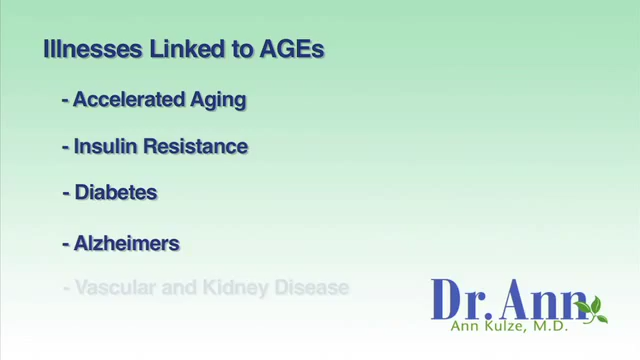 Illnesses Linked to AGEs
- Accelerated Aging
- Insulin Resistance
- Diabetes
- Alzheimers
- Vascular and Kidney Disease
Dr. Ann
Ann Kulze, M.D.